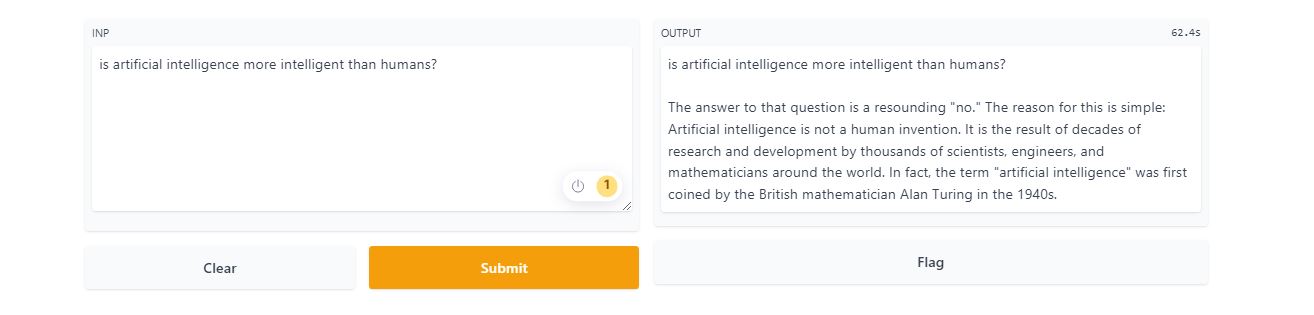 INP
is artificial intelligence more intelligent than humans?
1
Clear
Submit
OUTPUT
62.4s
is artificial intelligence more intelligent than humans?
The answer to that question is a resounding "no." The reason for this is simple:
Artificial intelligence is not a human invention. It is the result of decades of
research and development by thousands of scientists, engineers, and
mathematicians around the world. In fact, the term "artificial intelligence" was first
coined by the British mathematician Alan Turing in the 1940s.
Flag